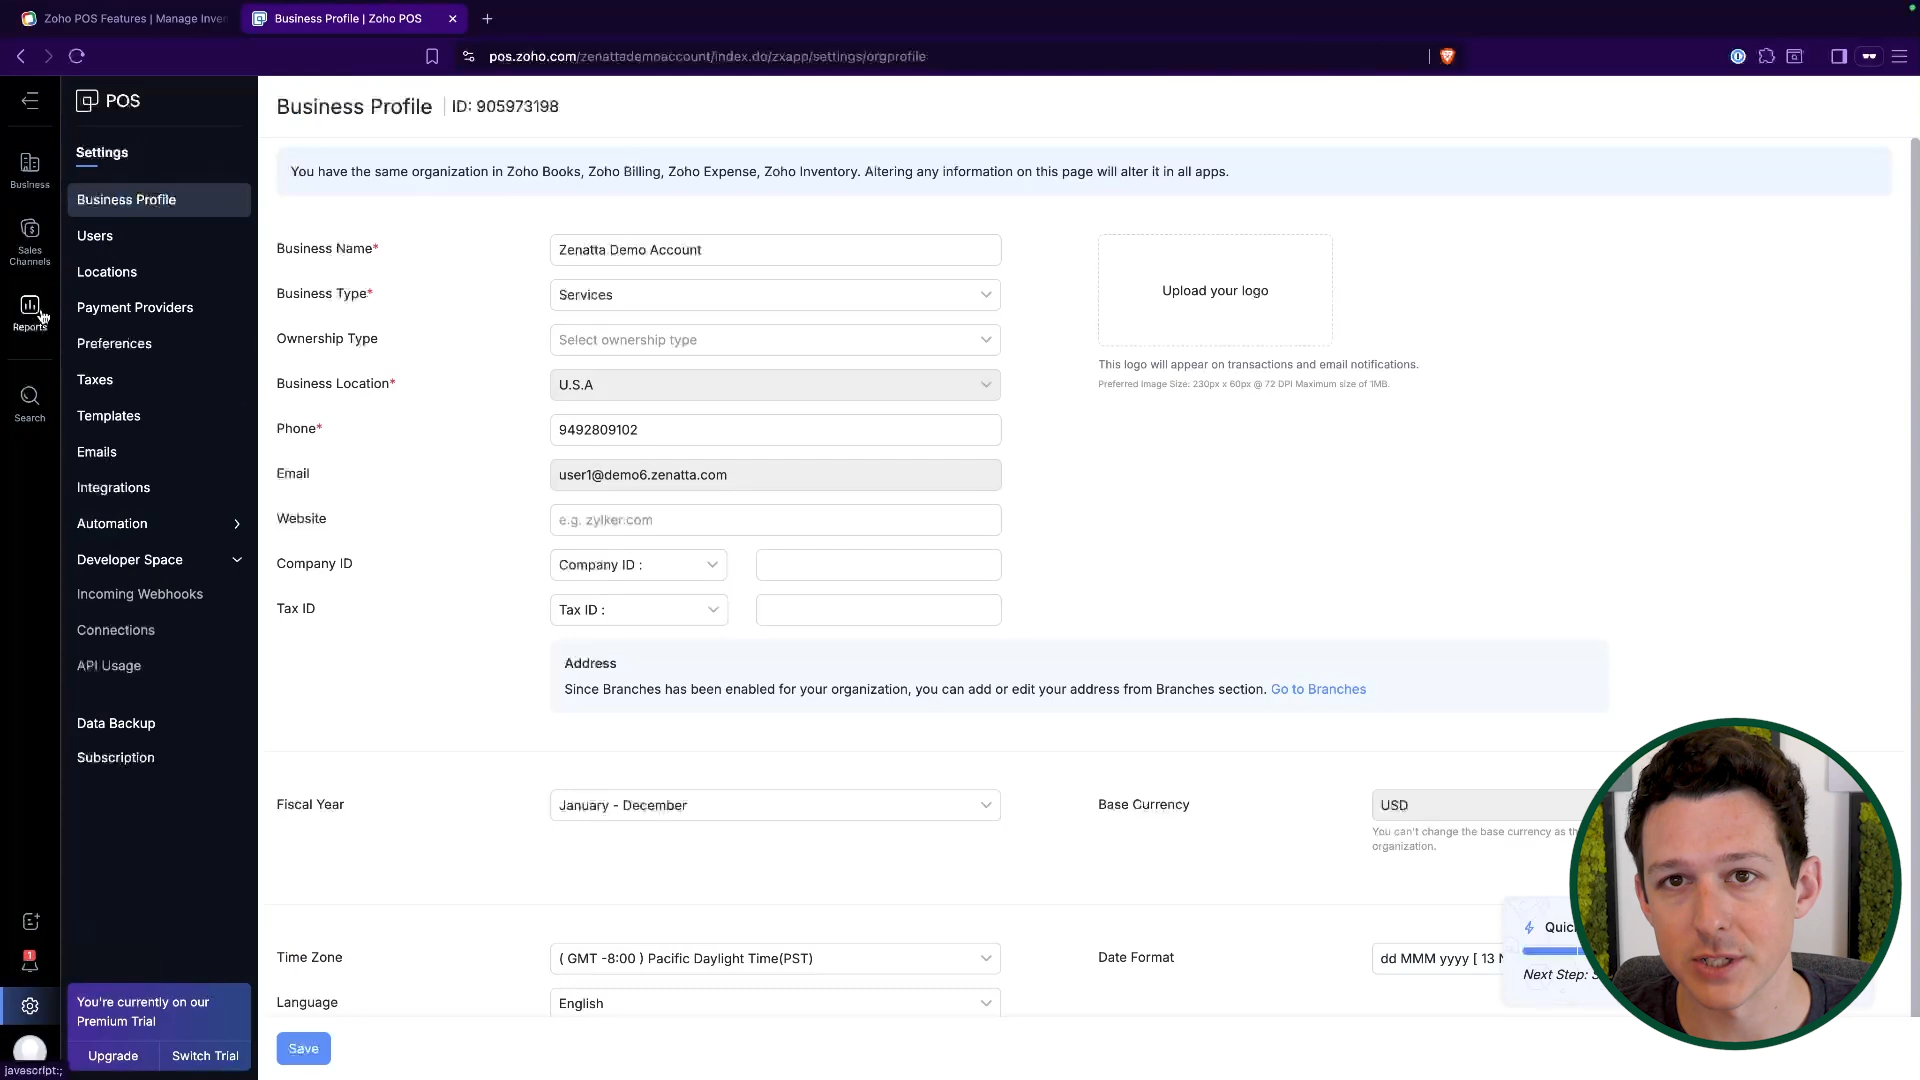 Zoho POS Features | Manage Inven
Business Profile | Zoho POS
pos.zoho.com/zenattademoaccount/index.do/zxapp/settings/orgprofile
Business
Sales
Channels
Reports
Search
POS
Settings
Business Profile
Users
Locations
Payment Providers
Preferences
Taxes
Templates
Emails
Integrations
Automation
Developer Space
Incoming Webhooks
Connections
API Usage
Data Backup
Subscription
1
You're currently on our
Premium Trial
Upgrade
Switch Trial
javascript:;
Business Profile
ID: 905973198
You have the same organization in Zoho Books, Zoho Billing, Zoho Expense, Zoho Inventory. Altering any information on this page will alter it in all apps.
Business Name*
Zenatta Demo Account
Business Type*
Services
Ownership Type
Select ownership type
Business Location*
U.S.A
Phone*
9492809102
Email
user1@demo6.zenatta.com
Website
e.g. zylker.com
Company ID
Company ID :
Tax ID
Tax ID :
Upload your logo
This logo will appear on transactions and email notifications.
Preferred Image Size: 230px x 60px @ 72 DPI Maximum size of 1MB.
Address
Since Branches has been enabled for your organization, you can add or edit your address from Branches section. Go to Branches
Fiscal Year
January - December
Base Currency
USD
You can't change the base currency as th
organization.
Time Zone
( GMT -8:00 ) Pacific Daylight Time(PST)
Date Format
dd MMM yyyy [ 13 N
Language
English
Quic
Next Step: S
Save